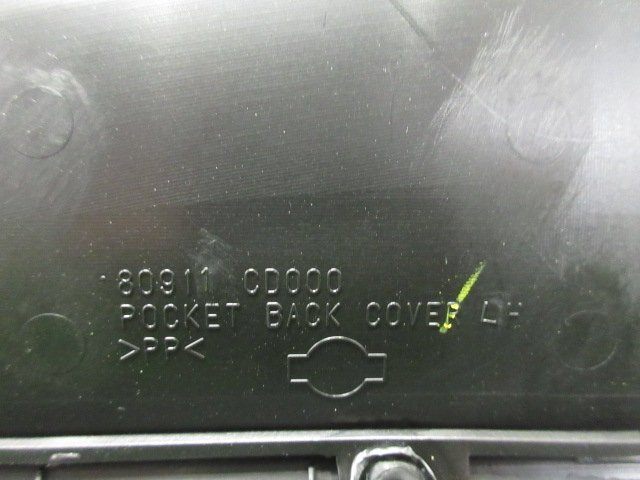 80911 CD000
POCKET BACK COVER LH
>PP<